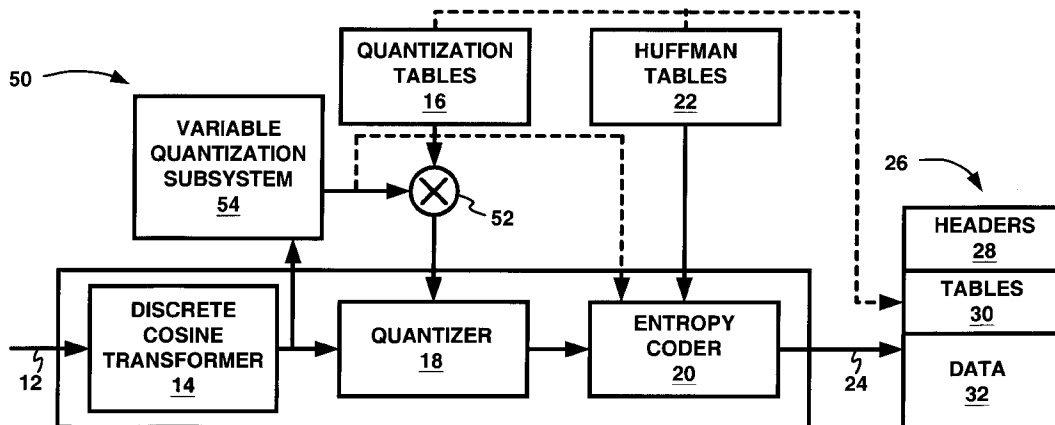 50
QUANTIZATION
TABLES
16
HUFFMAN
TABLES
22
VARIABLE
QUANTIZATION
SUBSYSTEM
54
52
26
HEADERS
28
TABLES
30
DATA
32
DISCRETE
COSINE
TRANSFORMER
14
QUANTIZER
18
ENTROPY
CODER
20
12
24